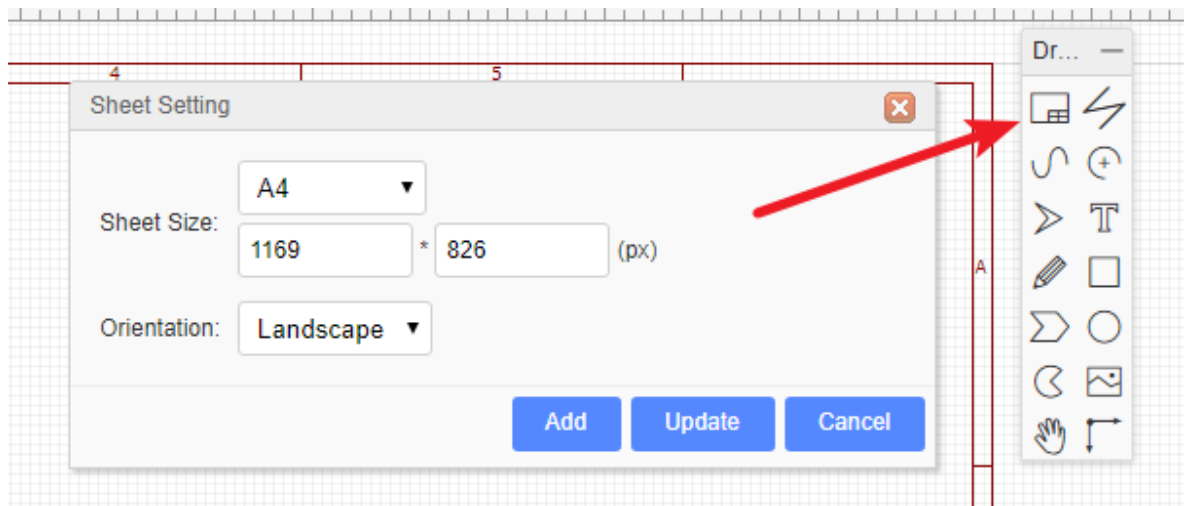 Dr...
4 5
Sheet Setting
A4
Sheet Size:
1169 * 826 (px)
A
Orientation: Landscape
Add Update Cancel